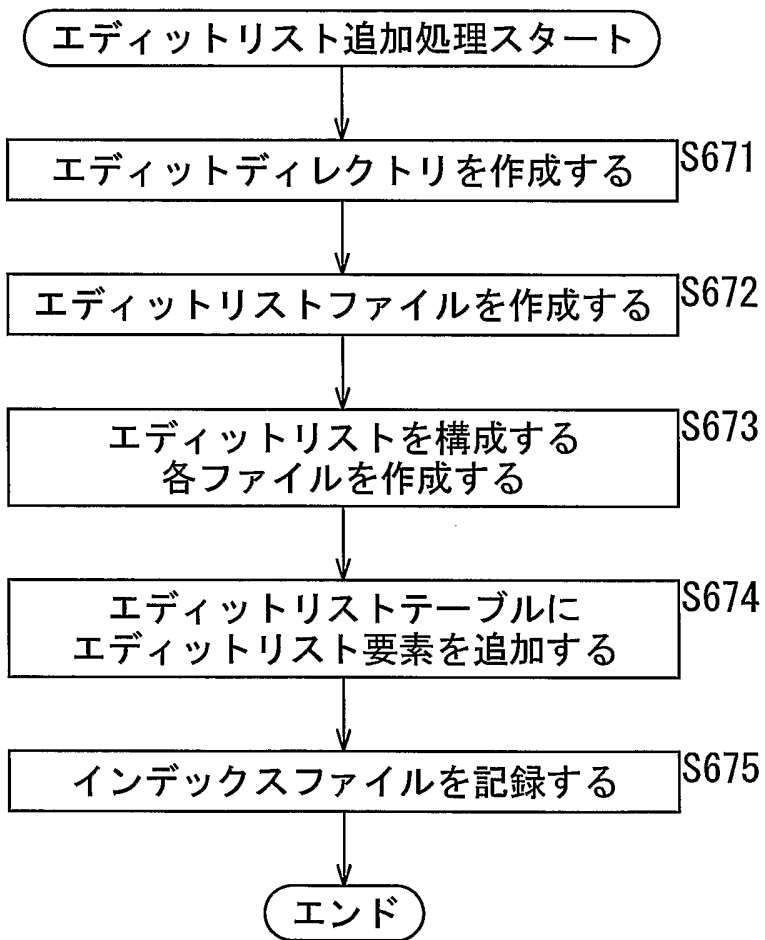 エディットリスト追加処理スタート
エディットディレクトリを作成する
S671
エディットリストファイルを作成する
S672
エディットリストを構成する
各ファイルを作成する
S673
エディットリストテーブルに
エディットリスト要素を追加する
S674
インデックスファイルを記録する
S675
エンド